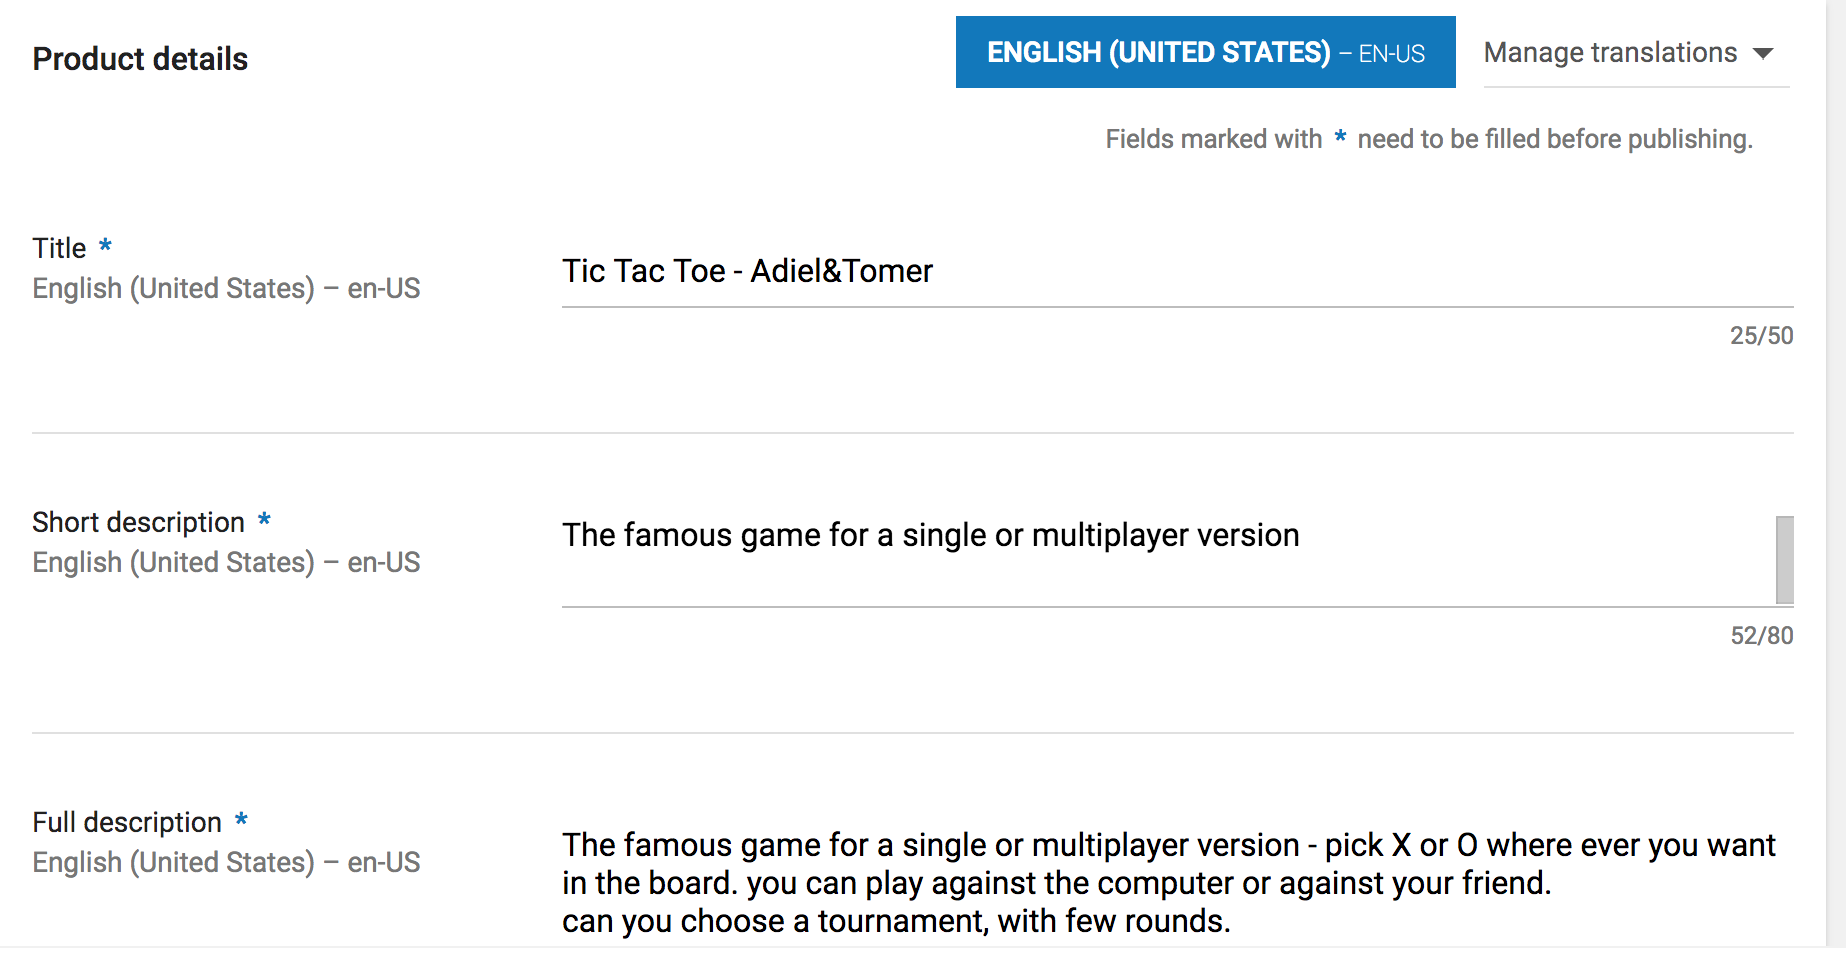 Product details
ENGLISH (UNITED STATES) – EN-US
Manage translations
Fields marked with * need to be filled before publishing.
Title *
English (United States) – en-US
Tic Tac Toe - Adiel&Tomer
25/50
Short description *
English (United States) – en-US
The famous game for a single or multiplayer version
52/80
Full description *
English (United States) – en-US
The famous game for a single or multiplayer version - pick X or O where ever you want
in the board. you can play against the computer or against your friend.
can you choose a tournament, with few rounds.